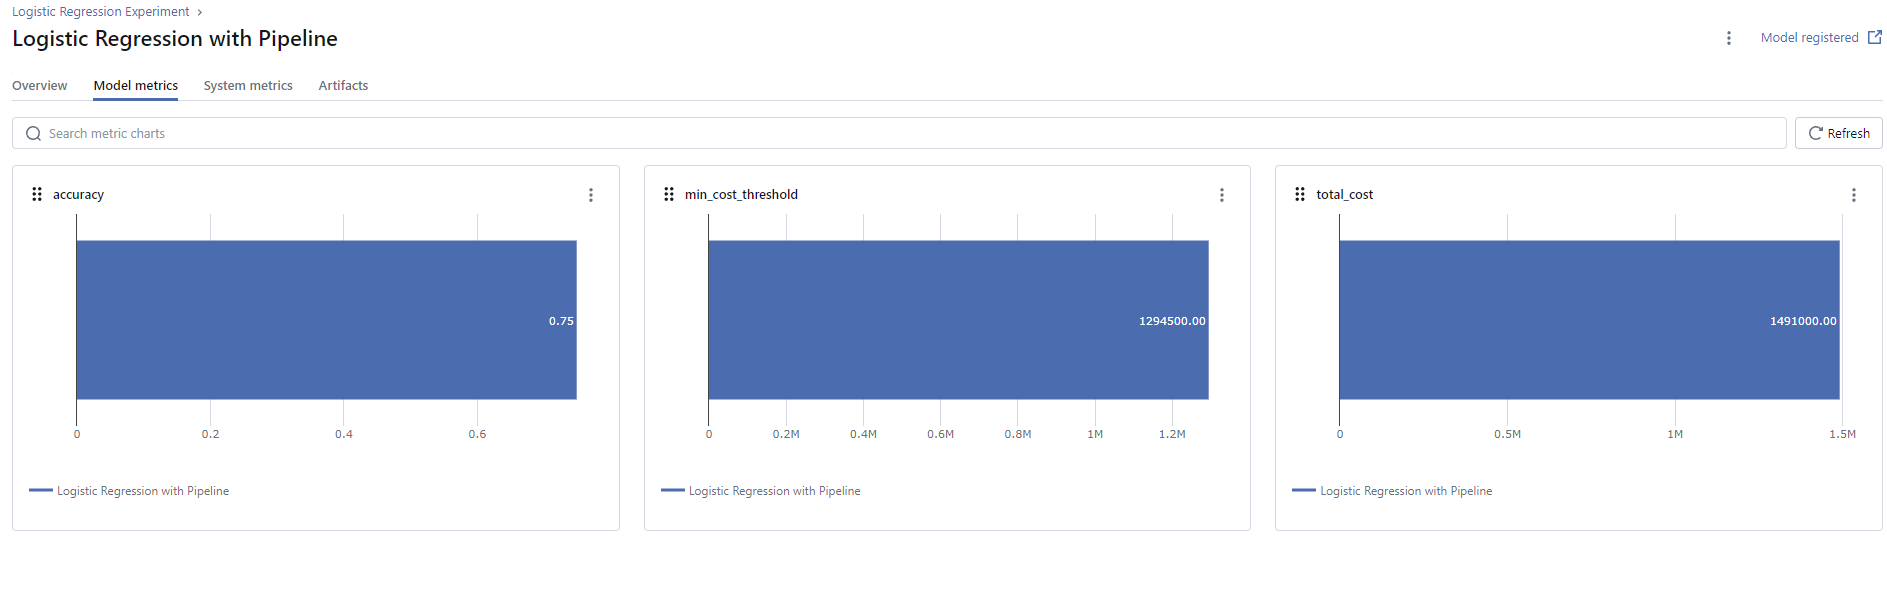 Logistic Regression Experiment
Logistic Regression with Pipeline
Model registered
Overview Model metrics System metrics Artifacts
Search metric charts
Refresh
accuracy
0.75
0 0.2 0.4 0.6
Logistic Regression with Pipeline
min_cost_threshold
1294500.00
0 0.2M 0.4M 0.6M 0.8M 1M 1.2M
Logistic Regression with Pipeline
total_cost
1491000.00
0 0.5M 1M 1.5M
Logistic Regression with Pipeline